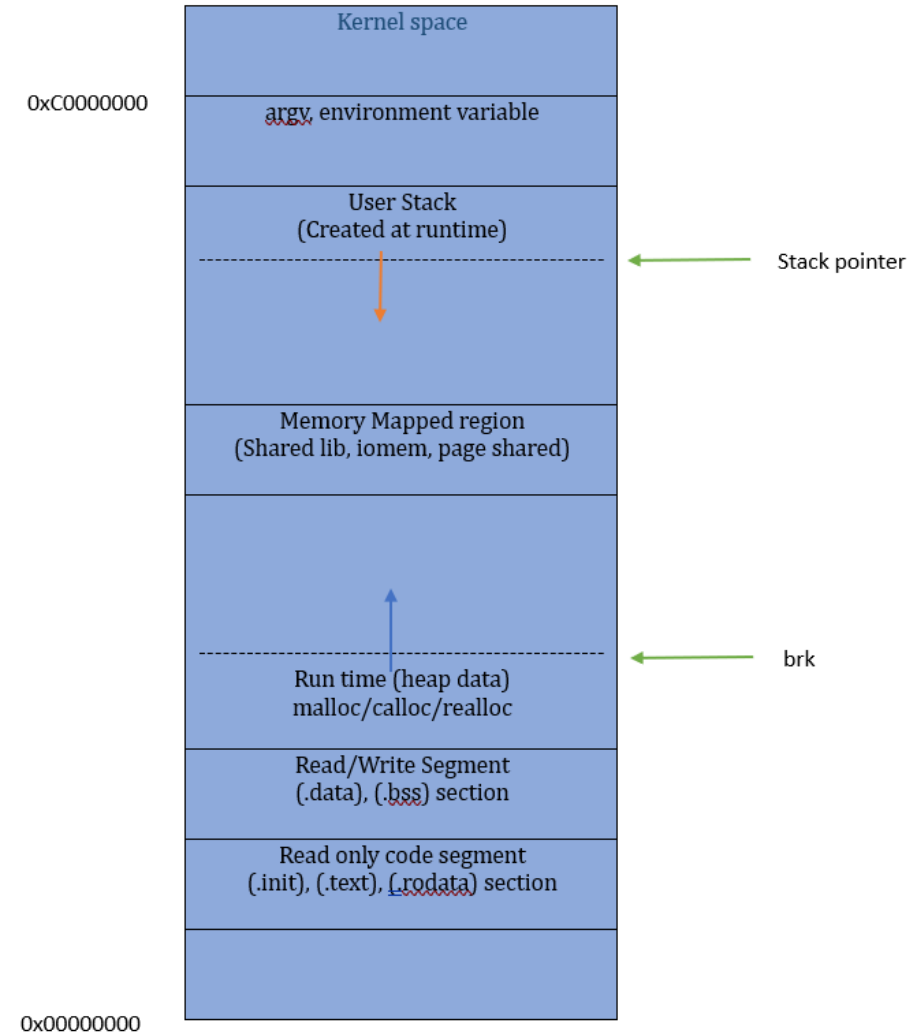 Kernel space
0xC0000000
argv, environment variable
User Stack
(Created at runtime)
Stack pointer
Memory Mapped region
(Shared lib, iomem, page shared)
brk
Run time (heap data)
malloc/calloc/realloc
Read/Write Segment
(.data), (.bss) section
Read only code segment
(.init), (.text), (.rodata) section
0x00000000